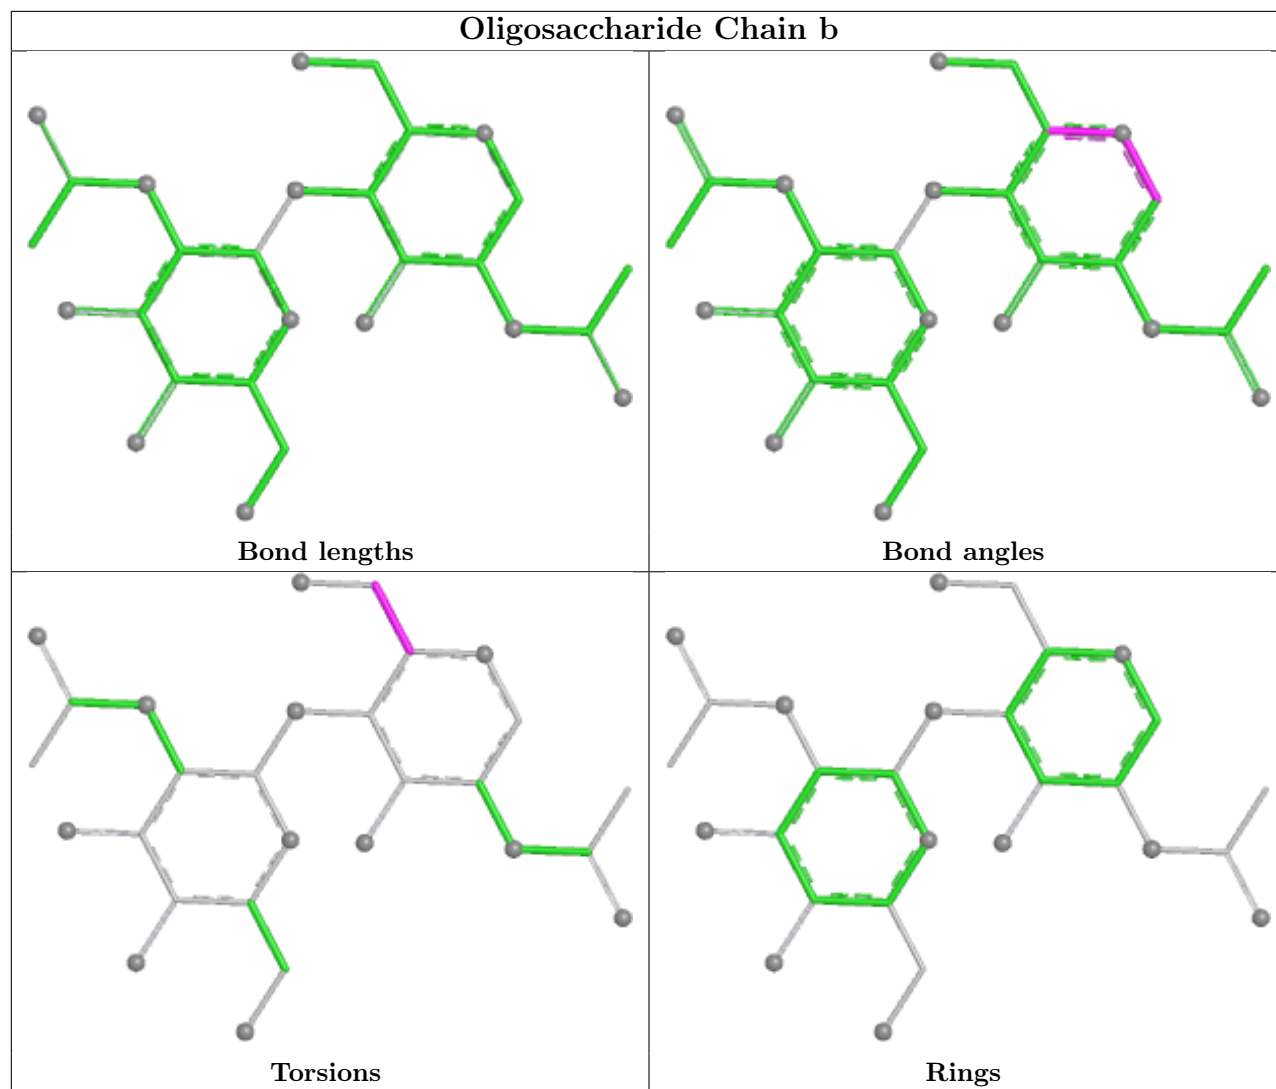 Oligosaccharide Chain b
Bond lengths
Bond angles
Torsions
Rings